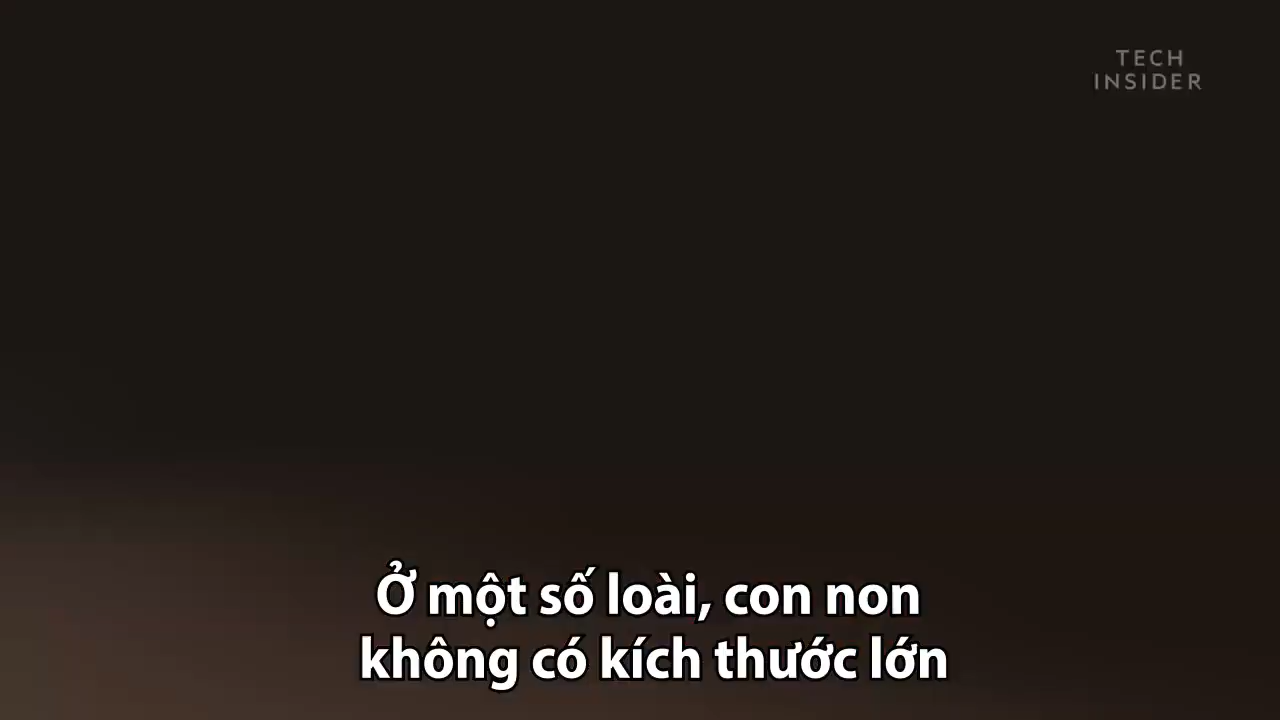 TECH
INSIDER
Ở một số loài, con non
không có kích thước lớn